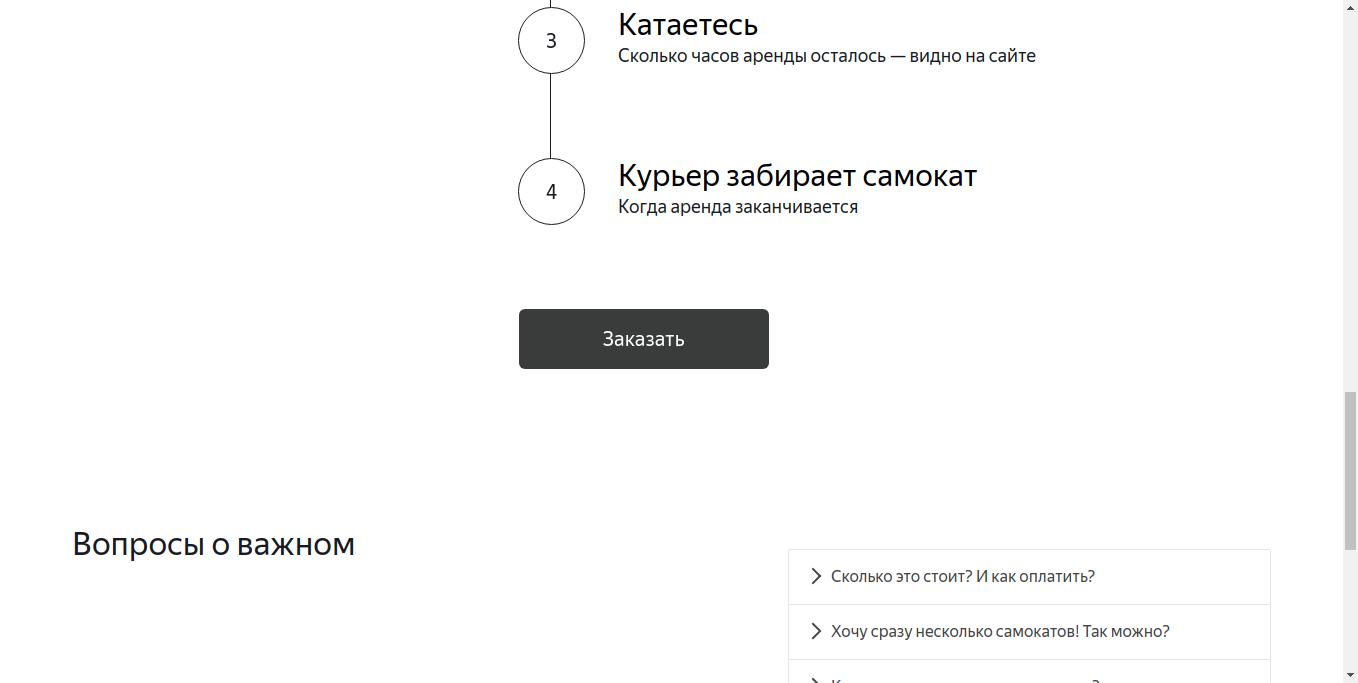 3
Катаетесь
Сколько часов аренды осталось — видно на сайте
4
Курьер забирает самокат
Когда аренда заканчивается
Заказать
Вопросы о важном
Сколько это стоит? И как оплатить?
Хочу сразу несколько самокатов! Так можно?